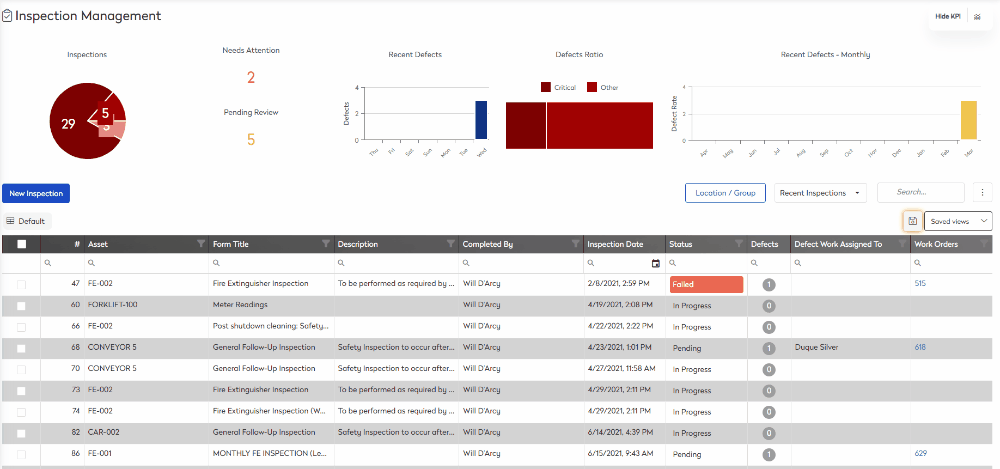 Inspection Management
Hide KPI
Inspections
29
5
5
Needs Attention
2
Pending Review
5
Recent Defects
Defects
4
2
0
Thu
Fri
Sat
Sun
Mon
Tue
Wed
Defects Ratio
Critical
Other
Recent Defects - Monthly
Defect Rate
4
2
0
Apr
May
Jun
Jul
Aug
Sep
Oct
Nov
Dec
Jan
Feb
Mar
New Inspection
Location / Group
Recent Inspections
Search...
Default
Saved views
# Asset Form Title Description Completed By Inspection Date Status Defects Defect Work Assigned To Work Orders
47 FE-002 Fire Extinguisher Inspection To be performed as required by ... Will D'Arcy 2/8/2021, 2:59 PM Failed 1 515
60 FORKLIFT-100 Meter Readings Will D'Arcy 4/19/2021, 2:08 PM In Progress 0
66 FE-002 Post shutdown cleaning: Safety... Will D'Arcy 4/22/2021, 2:22 PM In Progress 0
68 CONVEYOR 5 General Follow-Up Inspection Safety Inspection to occur after... Will D'Arcy 4/23/2021, 1:01 PM Pending 1 Duque Silver 618
70 CONVEYOR 5 General Follow-Up Inspection Safety Inspection to occur after... Will D'Arcy 4/27/2021, 11:58 AM In Progress 0
73 FE-002 Fire Extinguisher Inspection To be performed as required by ... Will D'Arcy 4/29/2021, 2:11 PM In Progress 0
74 FE-002 Fire Extinguisher Inspection (W... To be performed as required by ... Will D'Arcy 4/29/2021, 2:11 PM In Progress 0
82 CAR-002 General Follow-Up Inspection Safety Inspection to occur after... Will D'Arcy 6/14/2021, 4:39 PM In Progress 0
86 FE-001 MONTHLY FE INSPECTION (Le... Will D'Arcy 6/15/2021, 9:43 AM Pending 1 629